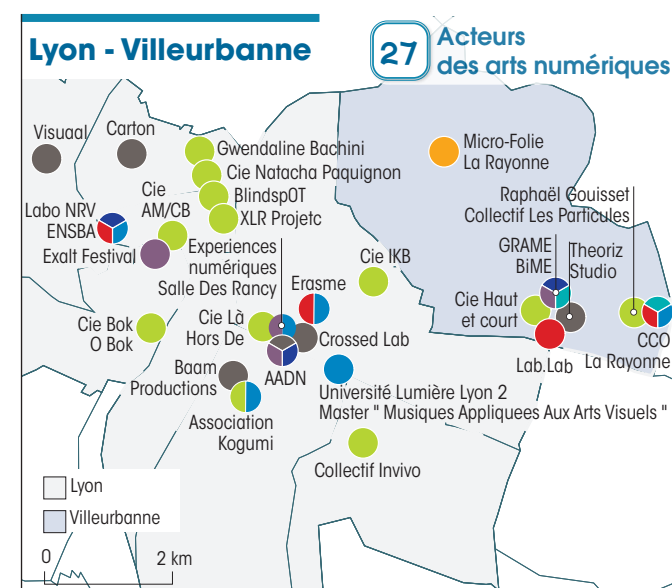 Lyon - Villeurbanne
27
Acteurs
des arts numériques
Visuaal
Carton
Gwendaline Bachini
Cie Natacha Paquignon
BlindspOT
XLR Projetc
Cie
AM/CB
Labo NRV
ENSBA
Exalt Festival
Experiences
numériques
Salle Des Rancy
Micro-Folie
La Rayonne
Raphaël Gouisset
Collectif Les Particules
GRAME
BiME
Theoriz
Studio
Cie IKB
Erasme
Cie Haut
et court
Cie Bok
O Bok
Cie Là
Hors De
Crossed Lab
Lab.Lab
CCO
La Rayonne
Baam
Productions
AADN
Université Lumière Lyon 2
Master " Musiques Appliquees Aux Arts Visuels "
Association
Kogumi
Collectif Invivo
Lyon
Villeurbanne
0
2 km